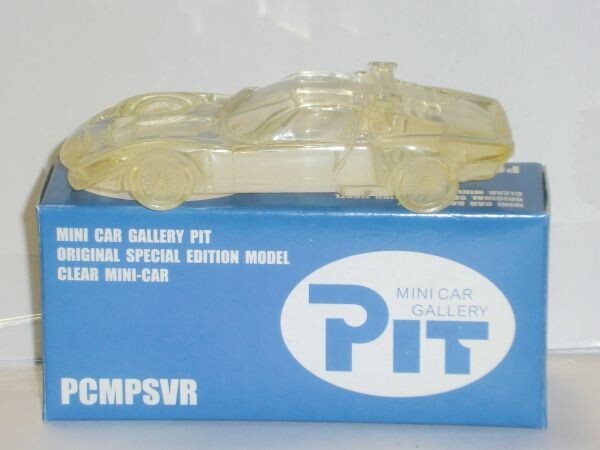 MINI CAR GALLERY PIT
ORIGINAL SPECIAL EDITION MODEL
CLEAR MINI-CAR
MINI CAR
GALLERY
PIT
PCMPSVR